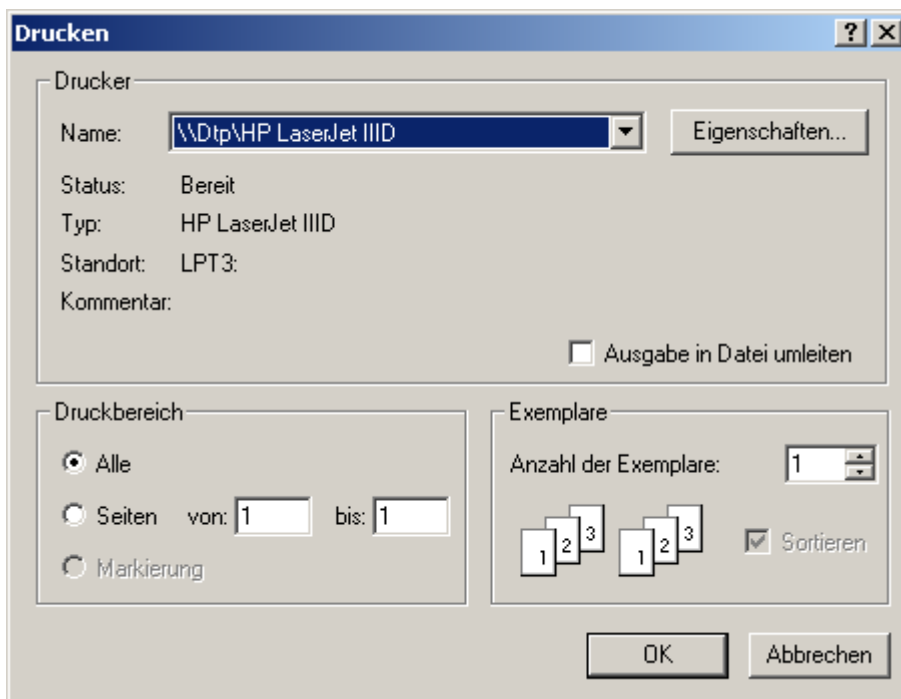 Drucken
Drucker
Name: \\Dtp\HP LaserJet IIID Eigenschaften...
Status: Bereit
Typ: HP LaserJet IIID
Standort: LPT3:
Kommentar:
Ausgabe in Datei umleiten
Druckbereich
Alle
Seiten von: 1 bis: 1
Markierung
Exemplare
Anzahl der Exemplare: 1
1 2 3 1 2 3 Sortieren
OK Abbrechen